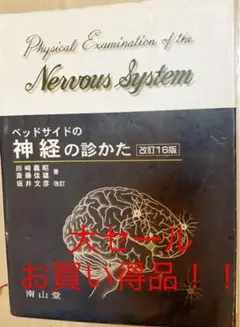 Physical Examination of the
Nervous System
ベッドサイドの
神経の診かた 改訂16版
田崎義昭
斎藤佳雄 著
坂井文彦 改訂
大セール
お買い得品！！
南山堂